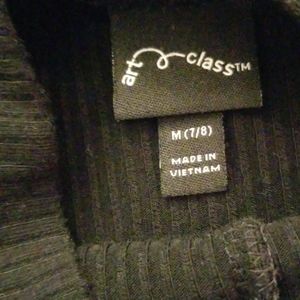 art class™
M (7/8)
MADE IN
VIETNAM